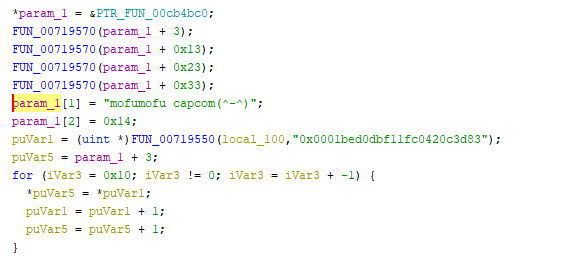 *param_1 = &PTR_FUN_00cb4bc0;
FUN_00719570(param_1 + 3);
FUN_00719570(param_1 + 0x13);
FUN_00719570(param_1 + 0x23);
FUN_00719570(param_1 + 0x33);
param_1[1] = "mofumofu capcom(^-^)";
param_1[2] = 0x14;
puVar1 = (uint *)FUN_00719550(local_100,"0x0001bed0dbf11fc0420c3d83");
puVar5 = param_1 + 3;
for (iVar3 = 0x10; iVar3 != 0; iVar3 = iVar3 + -1) {
*puVar5 = *puVar1;
puVar1 = puVar1 + 1;
puVar5 = puVar5 + 1;
}